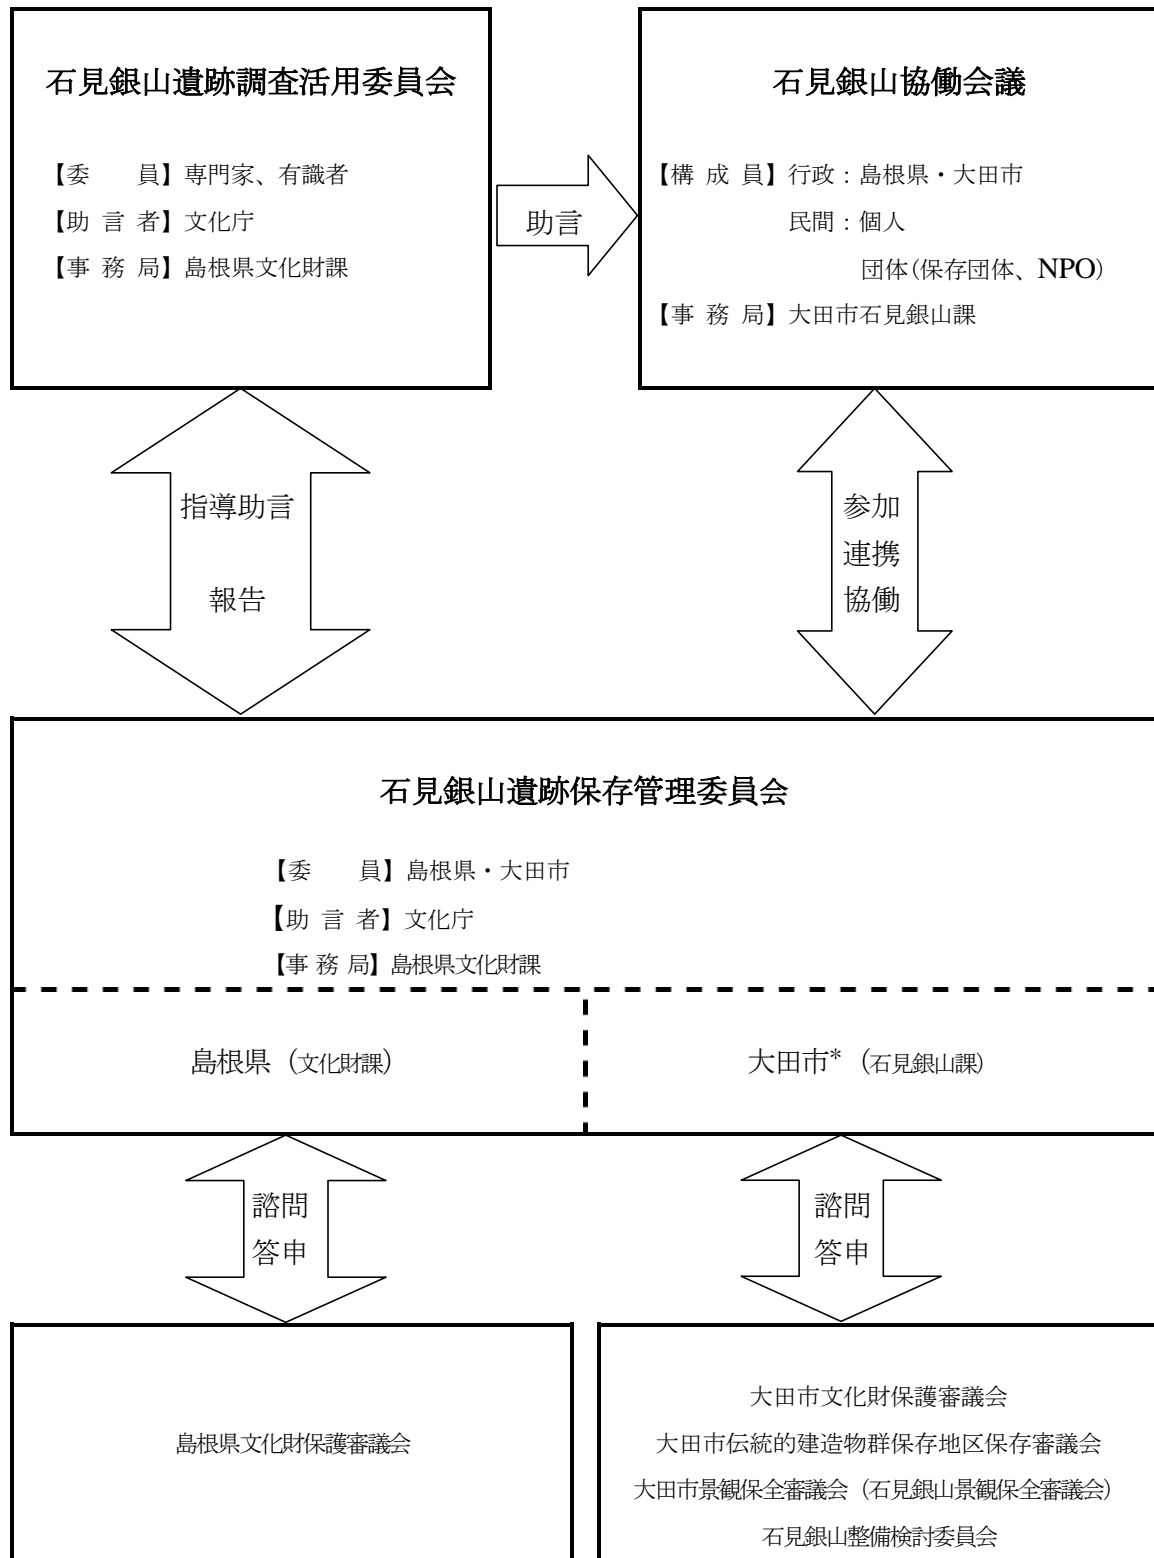 石見銀山遺跡調査活用委員会
【委　　員】専門家、有識者
【助 言 者】文化庁
【事 務 局】島根県文化財課
助言
石見銀山協働会議
【構 成 員】行政：島根県・大田市
民間：個人
団体（保存団体、NPO）
【事 務 局】大田市石見銀山課
指導助言
報告
参加
連携
協働
石見銀山遺跡保存管理委員会
【委　　員】島根県・大田市
【助 言 者】文化庁
【事 務 局】島根県文化財課
島根県（文化財課）
大田市*（石見銀山課）
諮問
答申
諮問
答申
島根県文化財保護審議会
大田市文化財保護審議会
大田市伝統的建造物群保存地区保存審議会
大田市景観保全審議会（石見銀山景観保全審議会）
石見銀山整備検討委員会